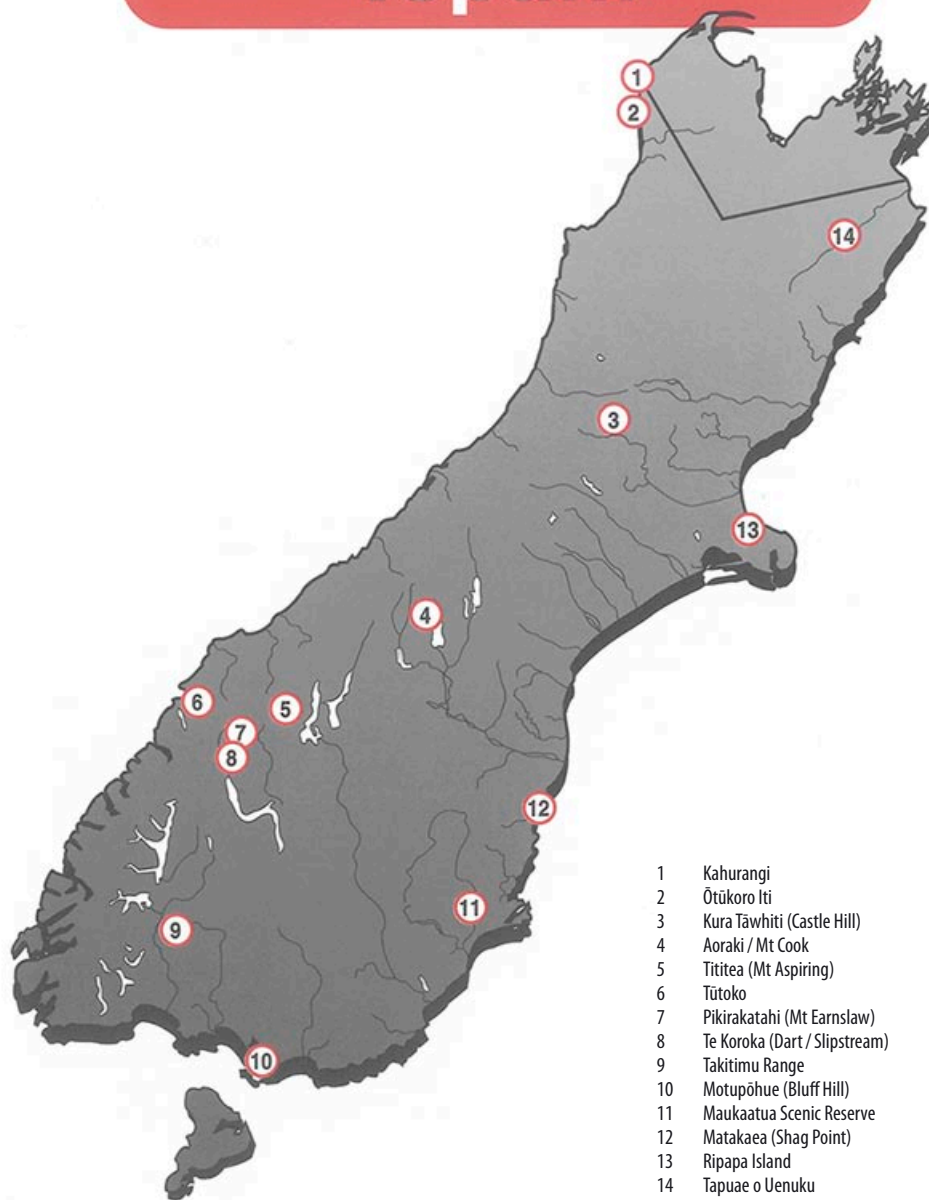 1
2
14
3
13
4
6
5
7
8
12
11
9
10
1 Kahurangi
2 Ōtūkoro Iti
3 Kura Tāwhiti (Castle Hill)
4 Aoraki / Mt Cook
5 Tititea (Mt Aspiring)
6 Tūtoko
7 Pikirakatahi (Mt Earnslaw)
8 Te Koroka (Dart / Slipstream)
9 Takitimu Range
10 Motupōhue (Bluff Hill)
11 Maukaatua Scenic Reserve
12 Matakaea (Shag Point)
13 Ripapa Island
14 Tapuae o Uenuku